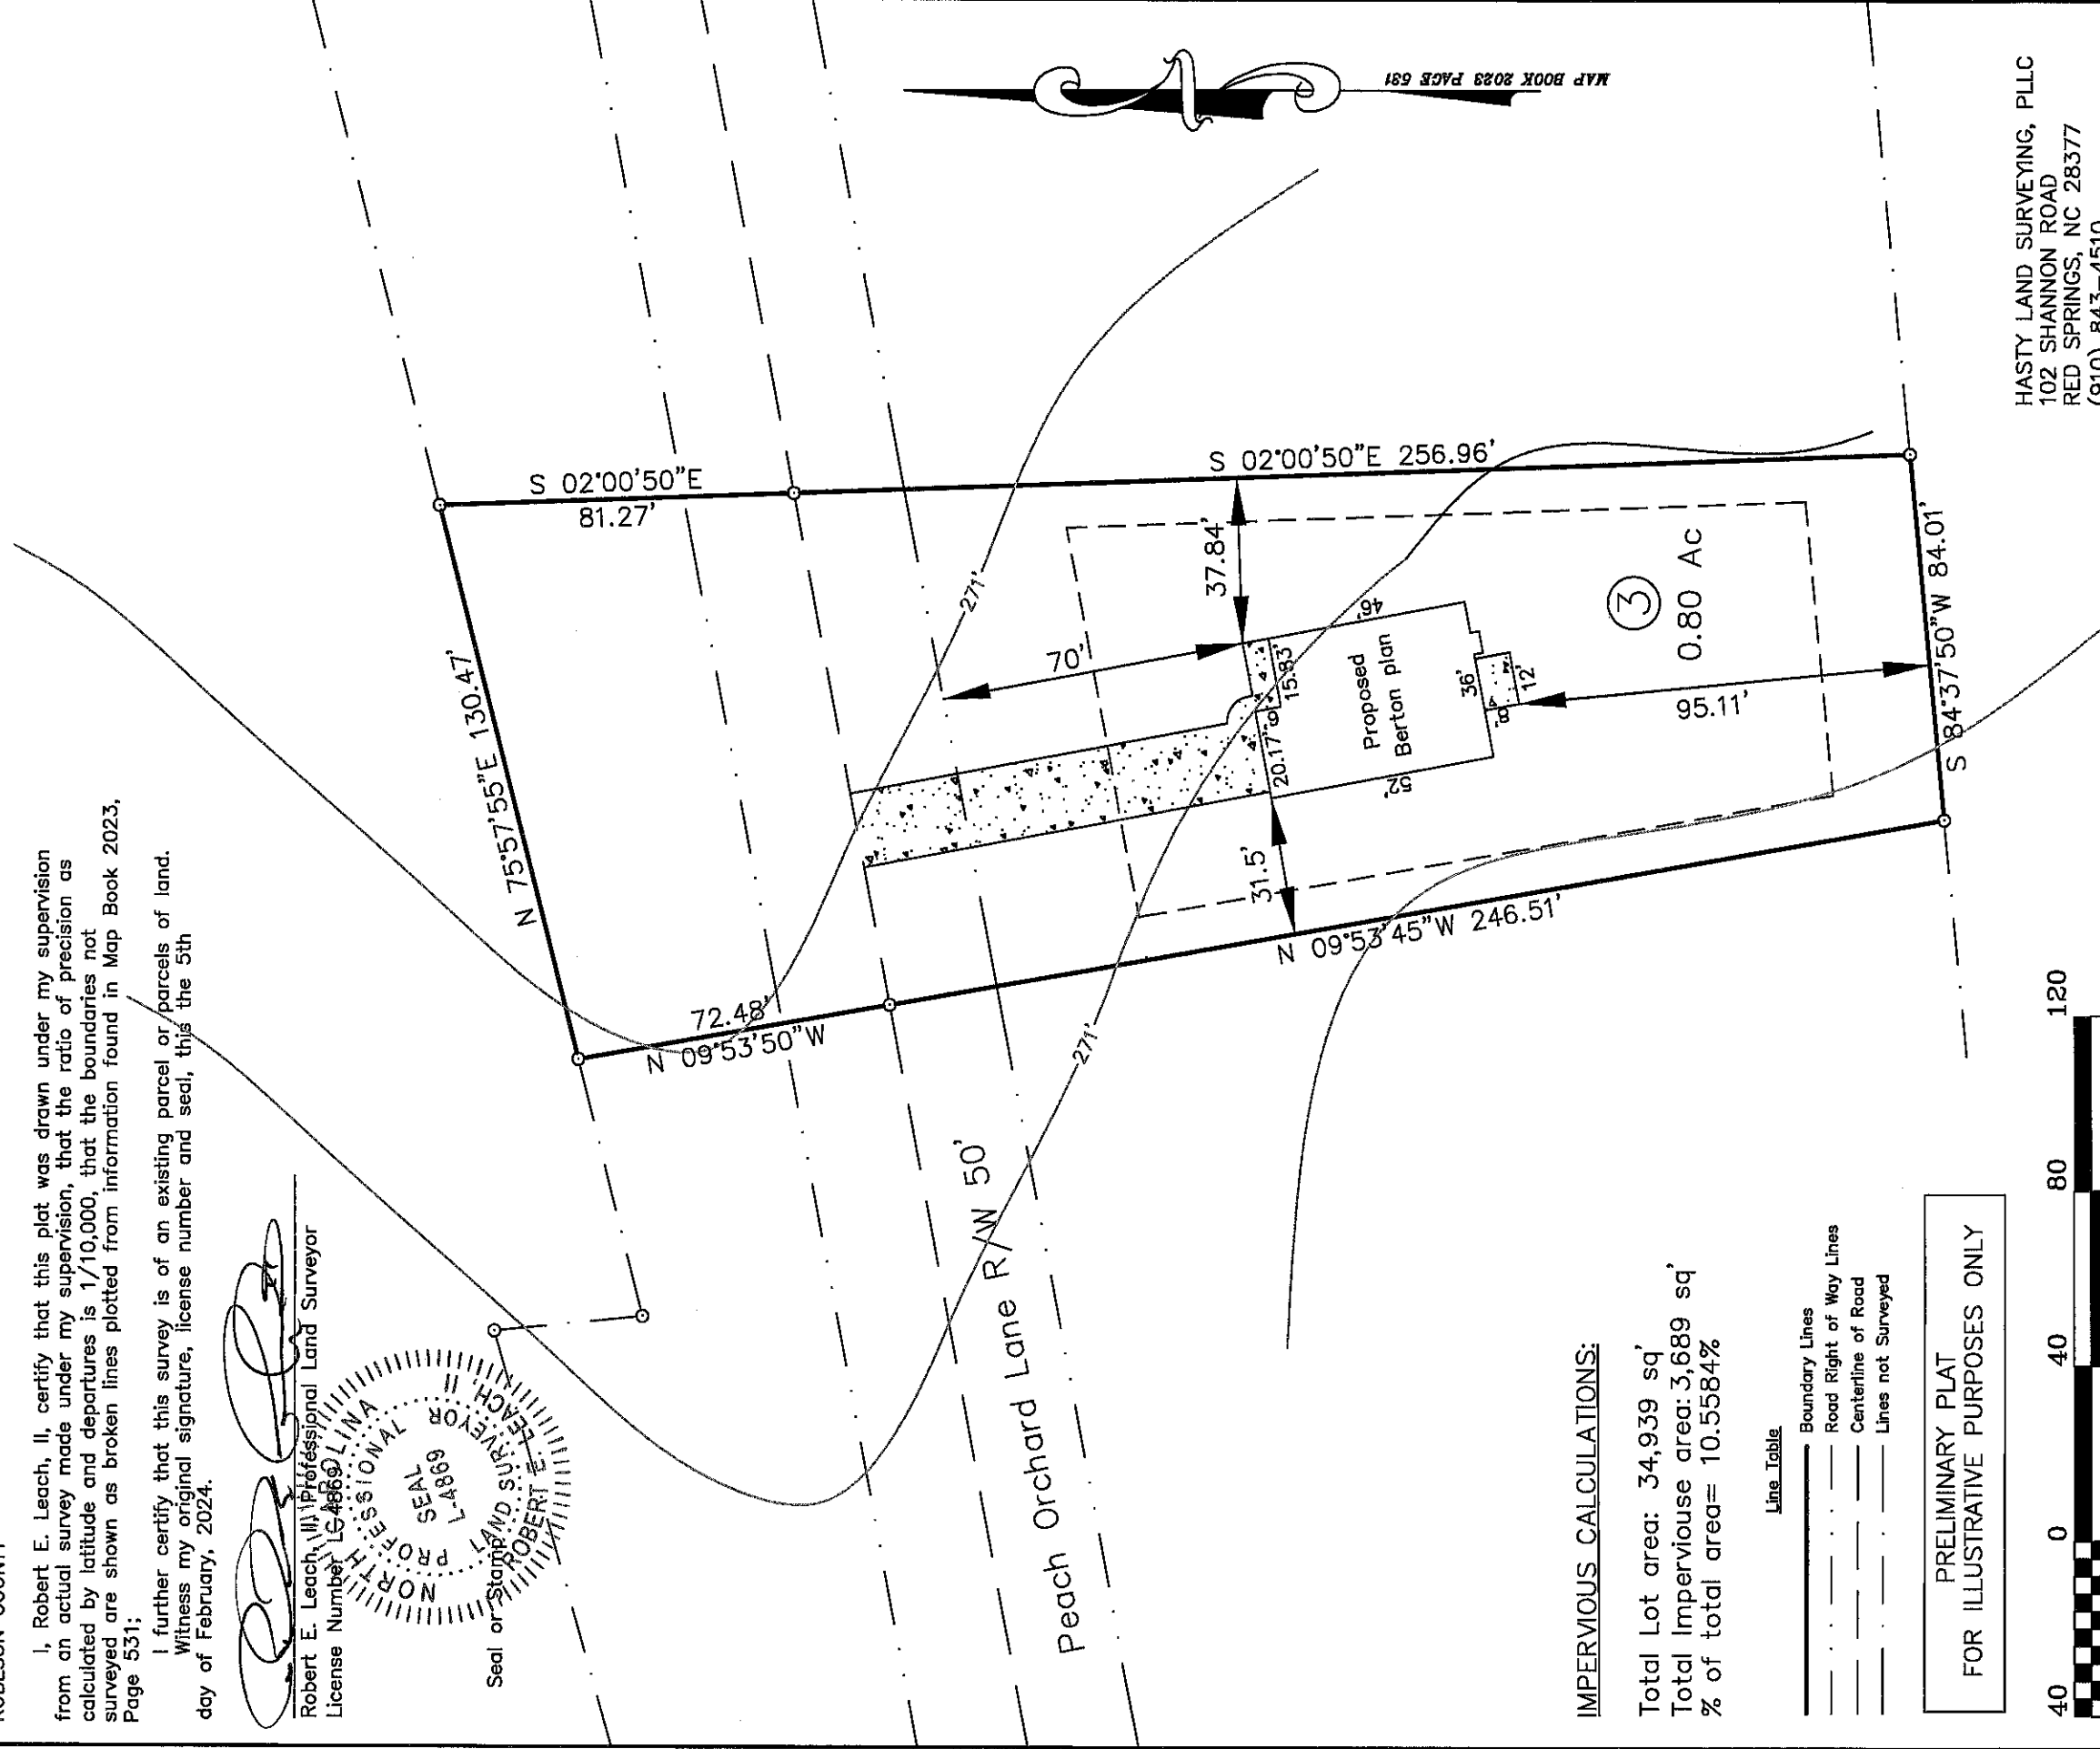 I, Robert E. Leach, II, certify that this plat was drawn under my supervision
from an actual survey made under my supervision, that the ratio of precision as
calculated by latitude and departures is 1/10,000, that the boundaries not
surveyed are shown as broken lines plotted from information found in Map Book 2023,
Page 531;
I further certify that this survey is of an existing parcel or parcels of land.
Witness my original signature, license number and seal, this the 5th
day of February, 2024.
Robert E. Leach, II, Professional Land Surveyor
License Number L-4869
Seal or Stamp
NORTH CAROLINA
PROFESSIONAL
SEAL
L-4869
LAND SURVEYOR
ROBERT E. LEACH, II
MAP BOOK 2023 PAGE 531
N 75°57'55"E 130.47'
S 02°00'50"E
81.27'
S 02°00'50"E 256.96'
72.48'
N 09°53'50"W
N 09°53'45"W 246.51'
S 84°37'50"W 84.01'
271'
271'
70'
37.84'
31.5'
20.17'
6'
15.83'
46'
52'
Proposed
Berton plan
36'
8'
12'
95.11'
3
0.80 Ac
Peach Orchard Lane R/W 50'
IMPERVIOUS CALCULATIONS:
Total Lot area: 34,939 sq'
Total Imperviouse area: 3,689 sq'
% of total area= 10.5584%
Line Table
Boundary Lines
Road Right of Way Lines
Centerline of Road
Lines not Surveyed
PRELIMINARY PLAT
FOR ILLUSTRATIVE PURPOSES ONLY
40 0 40 80 120
HASTY LAND SURVEYING, PLLC
102 SHANNON ROAD
RED SPRINGS, NC 28377
(910) 843-4510